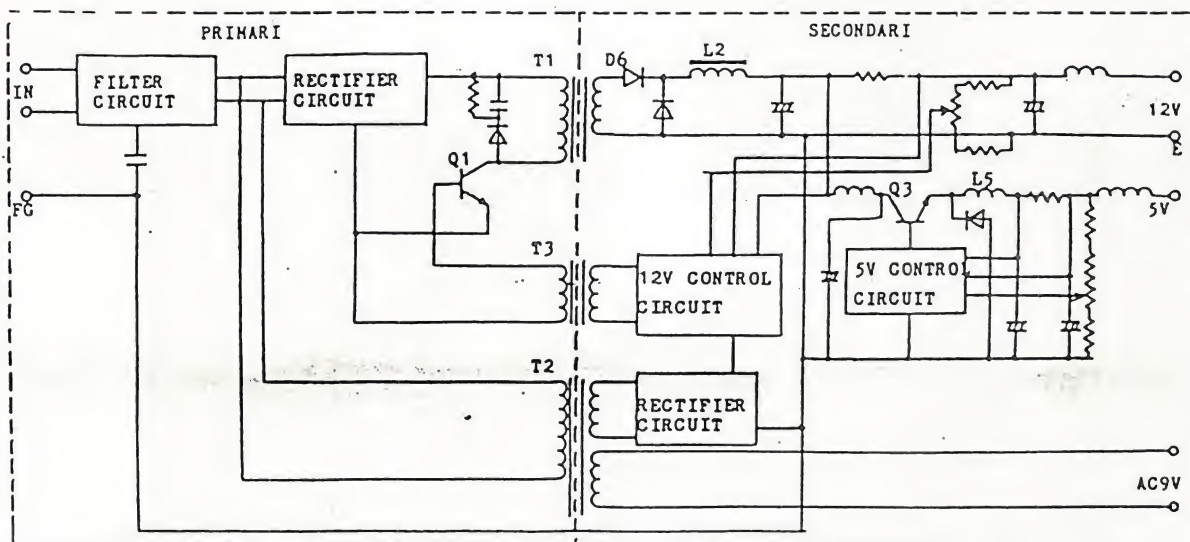 PRIMARI
SECONDARI
IN
FILTER
CIRCUIT
RECTIFIER
CIRCUIT
T1
D6
L2
12V
E
Q1
FG
T3
12V CONTROL
CIRCUIT
Q3
L5
5V
5V CONTROL
CIRCUIT
T2
RECTIFIER
CIRCUIT
AC9V